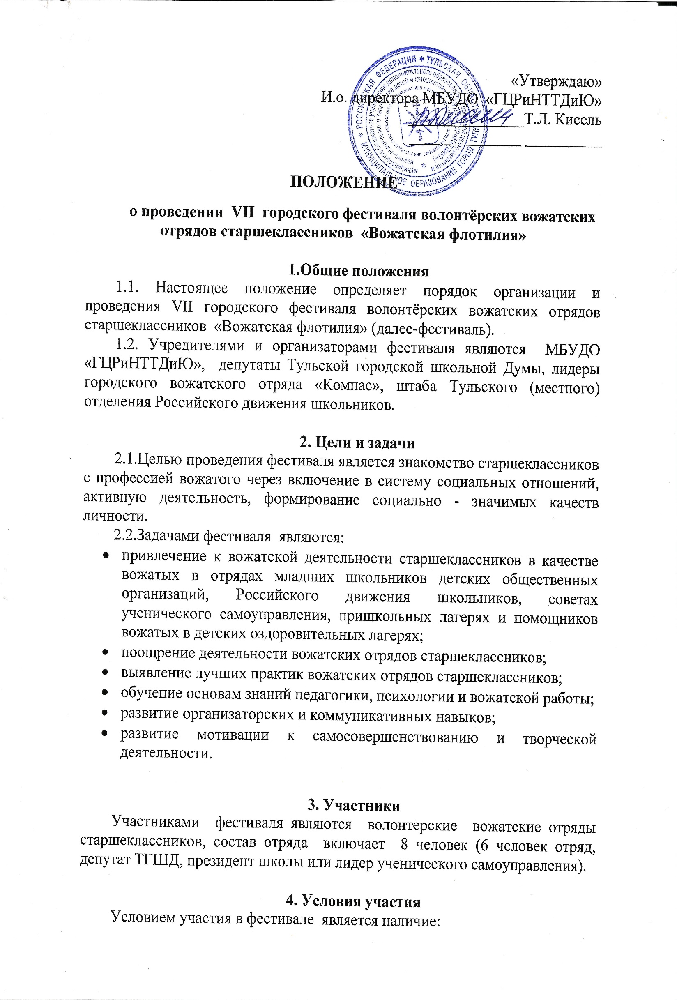 «Утверждаю»
И.о. директора МБУДО «ГЦРиНТТДиЮ»
Т.Л. Кисель
РОССИЙСКАЯ ФЕДЕРАЦИЯ * ТУЛЬСКАЯ ОБЛАСТЬ *
МУНИЦИПАЛЬНОЕ ОБРАЗОВАНИЕ ГОРОД ТУЛА
ПОЛОЖЕНИЕ
о проведении VII городского фестиваля волонтёрских вожатских
отрядов старшеклассников «Вожатская флотилия»
1.Общие положения
1.1. Настоящее положение определяет порядок организации и
проведения VII городского фестиваля волонтёрских вожатских отрядов
старшеклассников «Вожатская флотилия» (далее-фестиваль).
1.2. Учредителями и организаторами фестиваля являются МБУДО
«ГЦРиНТТДиЮ», депутаты Тульской городской школьной Думы, лидеры
городского вожатского отряда «Компас», штаба Тульского (местного)
отделения Российского движения школьников.
2. Цели и задачи
2.1.Целью проведения фестиваля является знакомство старшеклассников
с профессией вожатого через включение в систему социальных отношений,
активную деятельность, формирование социально - значимых качеств
личности.
2.2.Задачами фестиваля являются:
• привлечение к вожатской деятельности старшеклассников в качестве
вожатых в отрядах младших школьников детских общественных
организаций, Российского движения школьников, советах
ученического самоуправления, пришкольных лагерях и помощников
вожатых в детских оздоровительных лагерях;
• поощрение деятельности вожатских отрядов старшеклассников;
• выявление лучших практик вожатских отрядов старшеклассников;
• обучение основам знаний педагогики, психологии и вожатской работы;
• развитие организаторских и коммуникативных навыков;
• развитие мотивации к самосовершенствованию и творческой
деятельности.
3. Участники
Участниками фестиваля являются волонтерские вожатские отряды
старшеклассников, состав отряда включает 8 человек (6 человек отряд,
депутат ТГШД, президент школы или лидер ученического самоуправления).
4. Условия участия
Условием участия в фестивале является наличие: